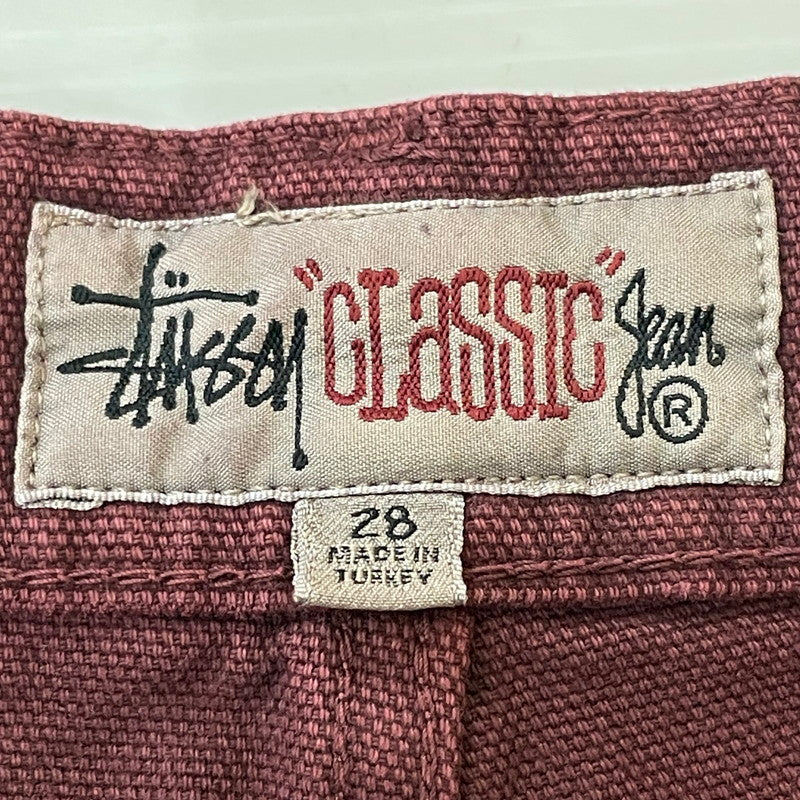 Stüssy "CLaSSIC" Jean ®
28
MADE IN
TURKEY